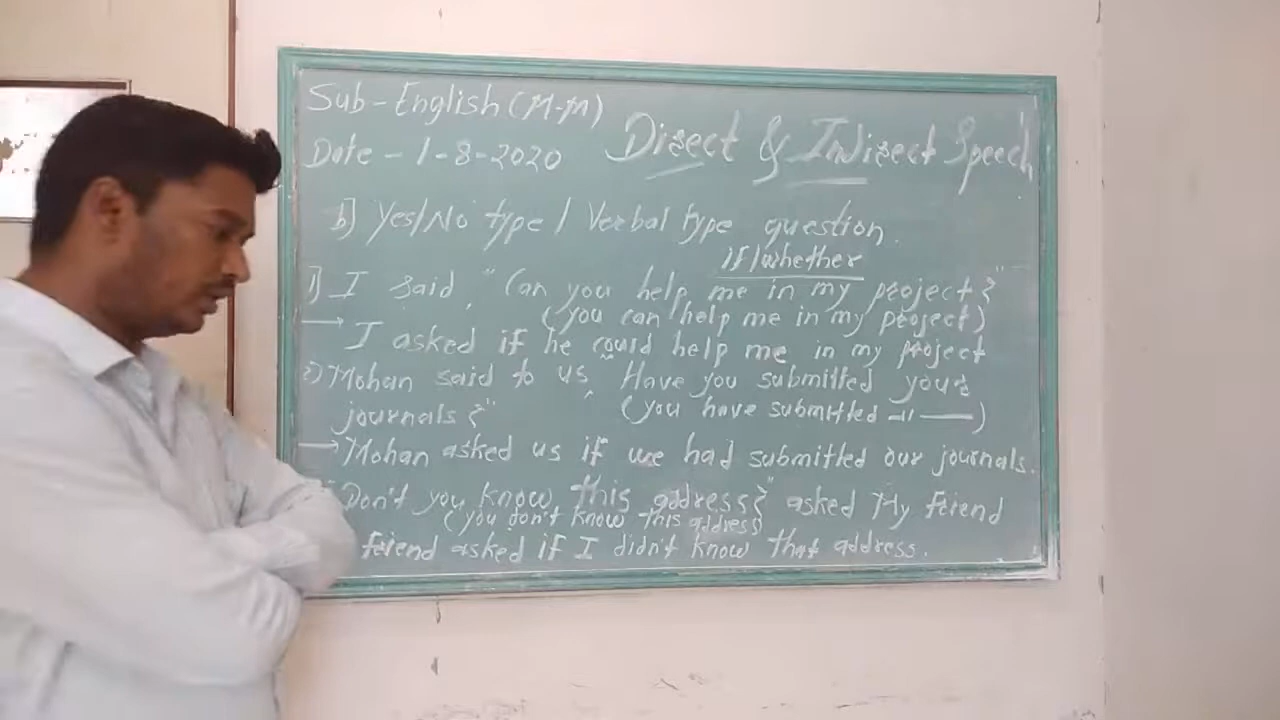 Sub - English (M-M)
Date - 1-8-2020
Direct & Indirect Speech
b] Yes/No type / Verbal type question.
if/whether
1) I said, "Can you help me in my project?"
(you can help me in my project)
→ I asked if he could help me in my project
2) Mohan said to us, "Have you submitted your
journals?" (you have submitted -"-)
→ Mohan asked us if we had submitted our journals.
"Don't you know this address?" asked My friend
(you don't know this address)
friend asked if I didn't know that address.